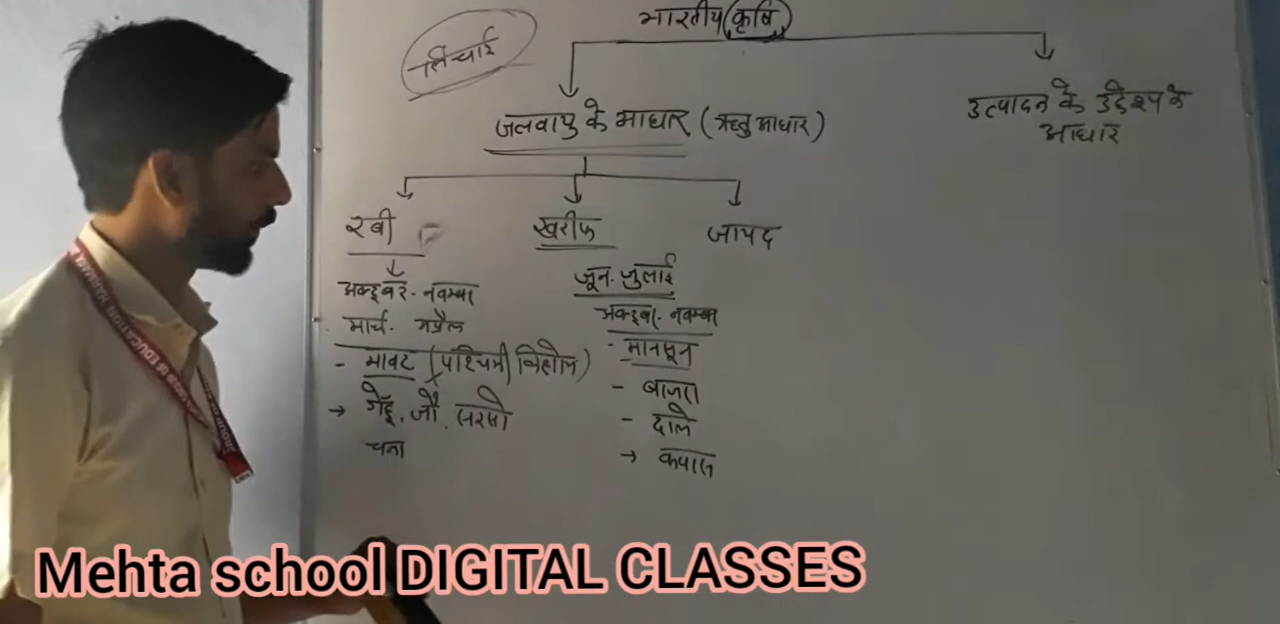 भारतीय (कृषि)
सिंचाई
जलवायु के आधार (ऋतु आधार)
उत्पादन के उद्देश्य के
आधार
रबी
खरीफ
जायद
अक्टूबर - नवम्बर
मार्च - अप्रैल
- मावट (पश्चिमी विक्षोभ)
→ गेहूँ, जौ, सरसो
चना
जून - जुलाई
अक्टूबर - नवम्बर
- मानसून
- बाजरा
- दाले
→ कपास
Mehta school DIGITAL CLASSES